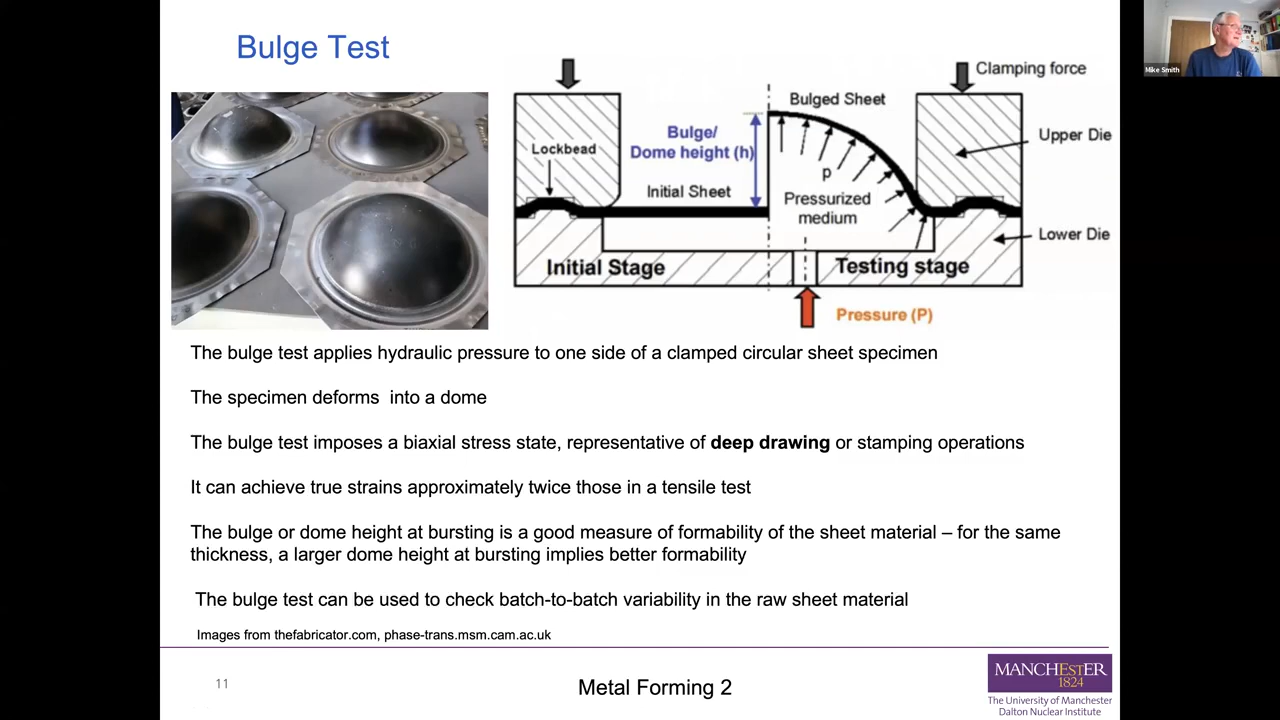 Bulge Test
Clamping force
Mike Smith
Bulged Sheet
Bulge/
Dome height (h)
Upper Die
Lockbead
Initial Sheet
p
Pressurized
medium
Lower Die
Initial Stage
Testing stage
Pressure (P)
The bulge test applies hydraulic pressure to one side of a clamped circular sheet specimen
The specimen deforms  into a dome
The bulge test imposes a biaxial stress state, representative of deep drawing or stamping operations
It can achieve true strains approximately twice those in a tensile test
The bulge or dome height at bursting is a good measure of formability of the sheet material – for the same
thickness, a larger dome height at bursting implies better formability
The bulge test can be used to check batch-to-batch variability in the raw sheet material
Images from thefabricator.com, phase-trans.msm.cam.ac.uk
11
Metal Forming 2
MANCHESTER
1824
The University of Manchester
Dalton Nuclear Institute